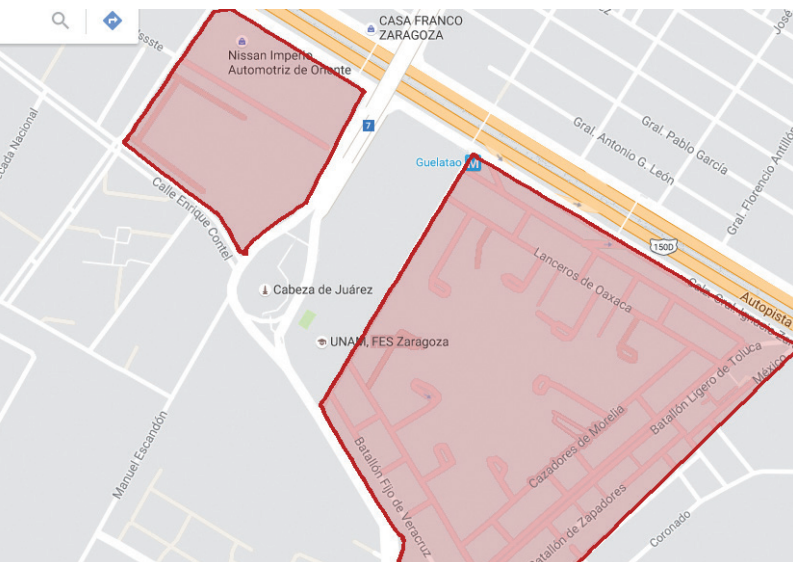 CASA FRANCO
ZARAGOZA
José
Nissan Imperio
Automotriz de Oriente
7
Gral. Pablo García
Gral. Antonio G. León
Gral. Florencio Antillón
Guelatao
M
Calle Enrique Contel
150D
Lanceros de Oaxaca
Autopista
Cabeza de Juárez
UNAM, FES Zaragoza
Batallón Ligero de Toluca
México
Cazadores de Morelia
Manuel Escandón
Batallón Fijo de Veracruz
Batallón de Zapadores
Coronado